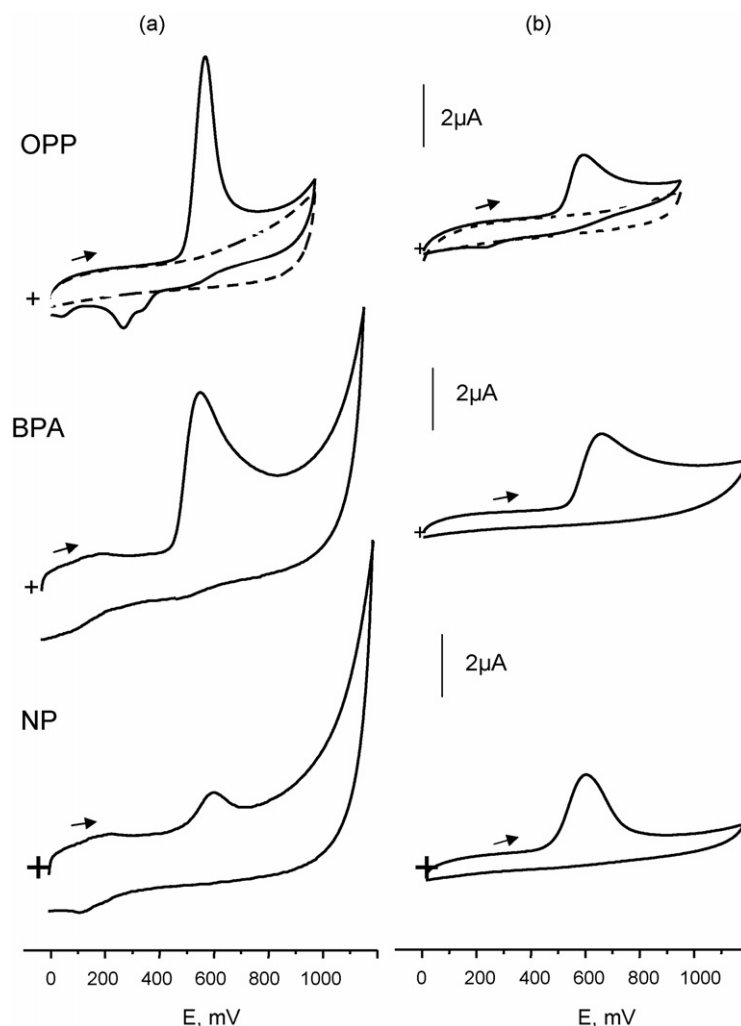 (a) (b)
2µA
OPP
+ +
2µA
BPA
+ +
2µA
NP
+ +
0 200 400 600 800 1000 0 200 400 600 800 1000
E, mV E, mV